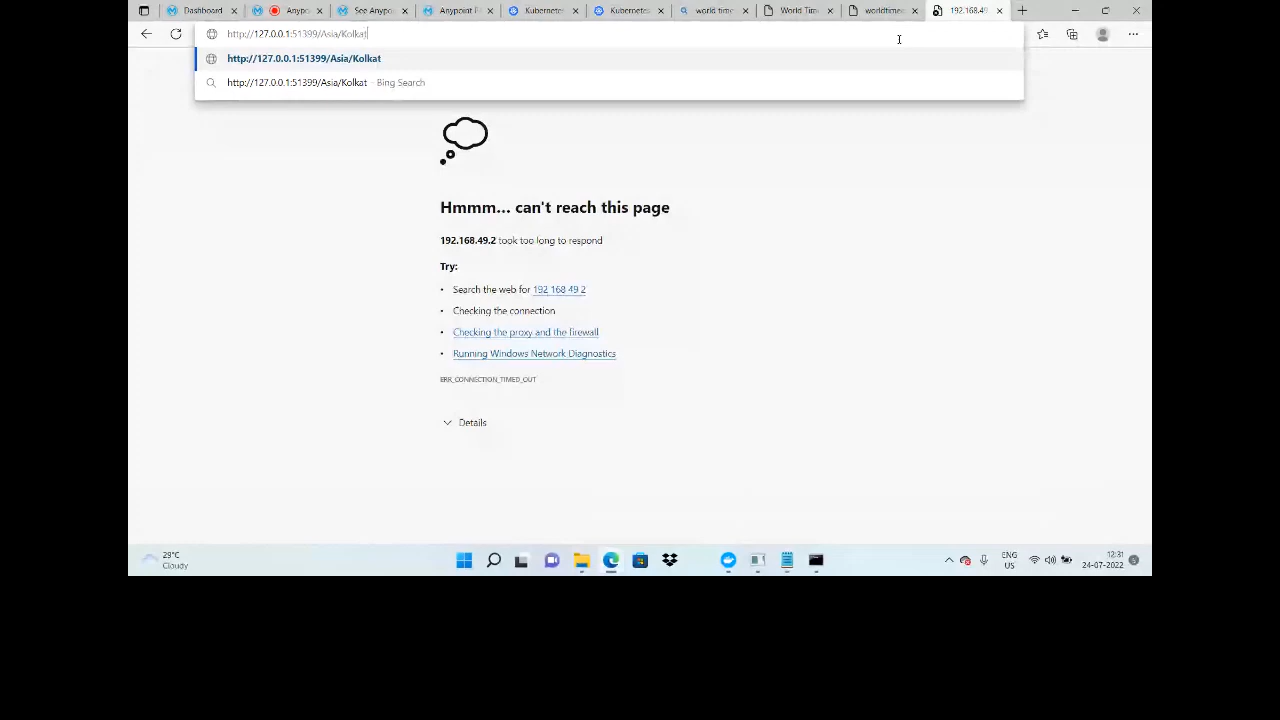 Dashboard
Anypo
See Anypo
Anypoint P
Kubernete
Kubernete
world time
World Time
worldtime
192.168.49
http://127.0.0.1:51399/Asia/Kolkat
http://127.0.0.1:51399/Asia/Kolkat
http://127.0.0.1:51399/Asia/Kolkat - Bing Search
Hmmm... can't reach this page
192.168.49.2 took too long to respond
Try:
• Search the web for 192 168 49 2
• Checking the connection
• Checking the proxy and the firewall
• Running Windows Network Diagnostics
ERR_CONNECTION_TIMED_OUT
Details
29°C
Cloudy
ENG
US
12:31
24-07-2022